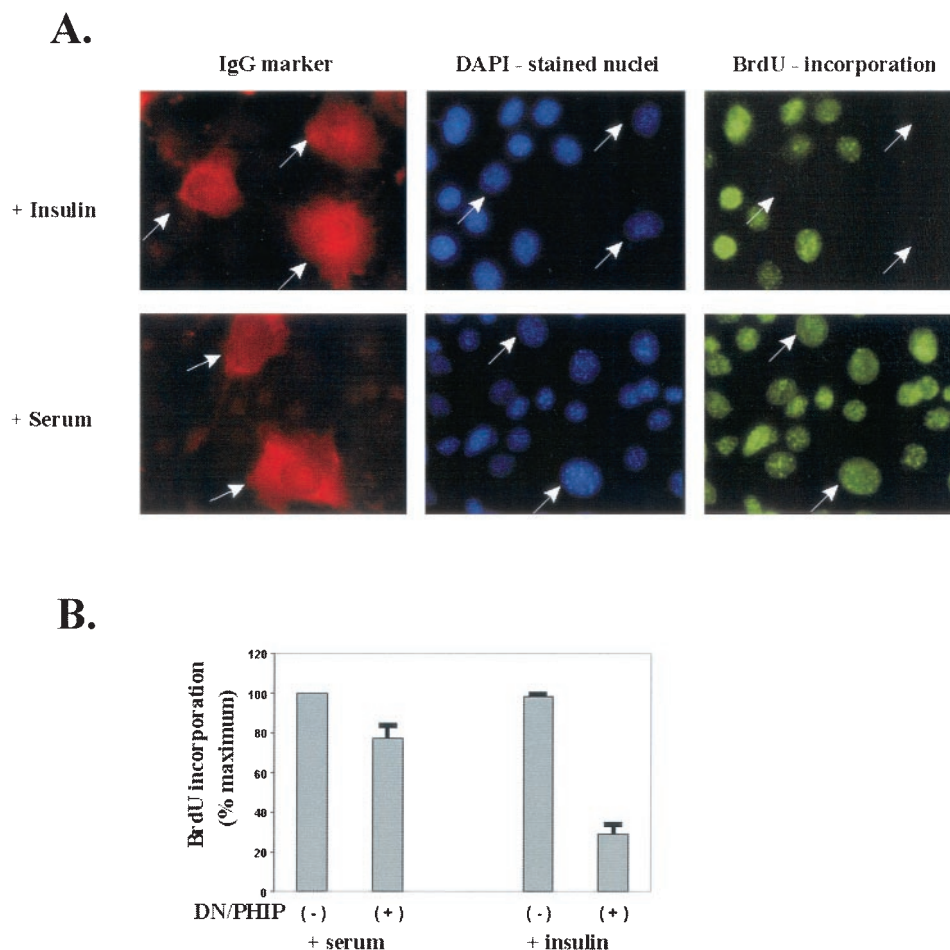 A.
IgG marker DAPI - stained nuclei BrdU - incorporation
+ Insulin
+ Serum
B.
BrdU incorporation
(% maximum)
120
100
80
60
40
20
0
DN/PHIP (-) (+) (-) (+)
+ serum + insulin